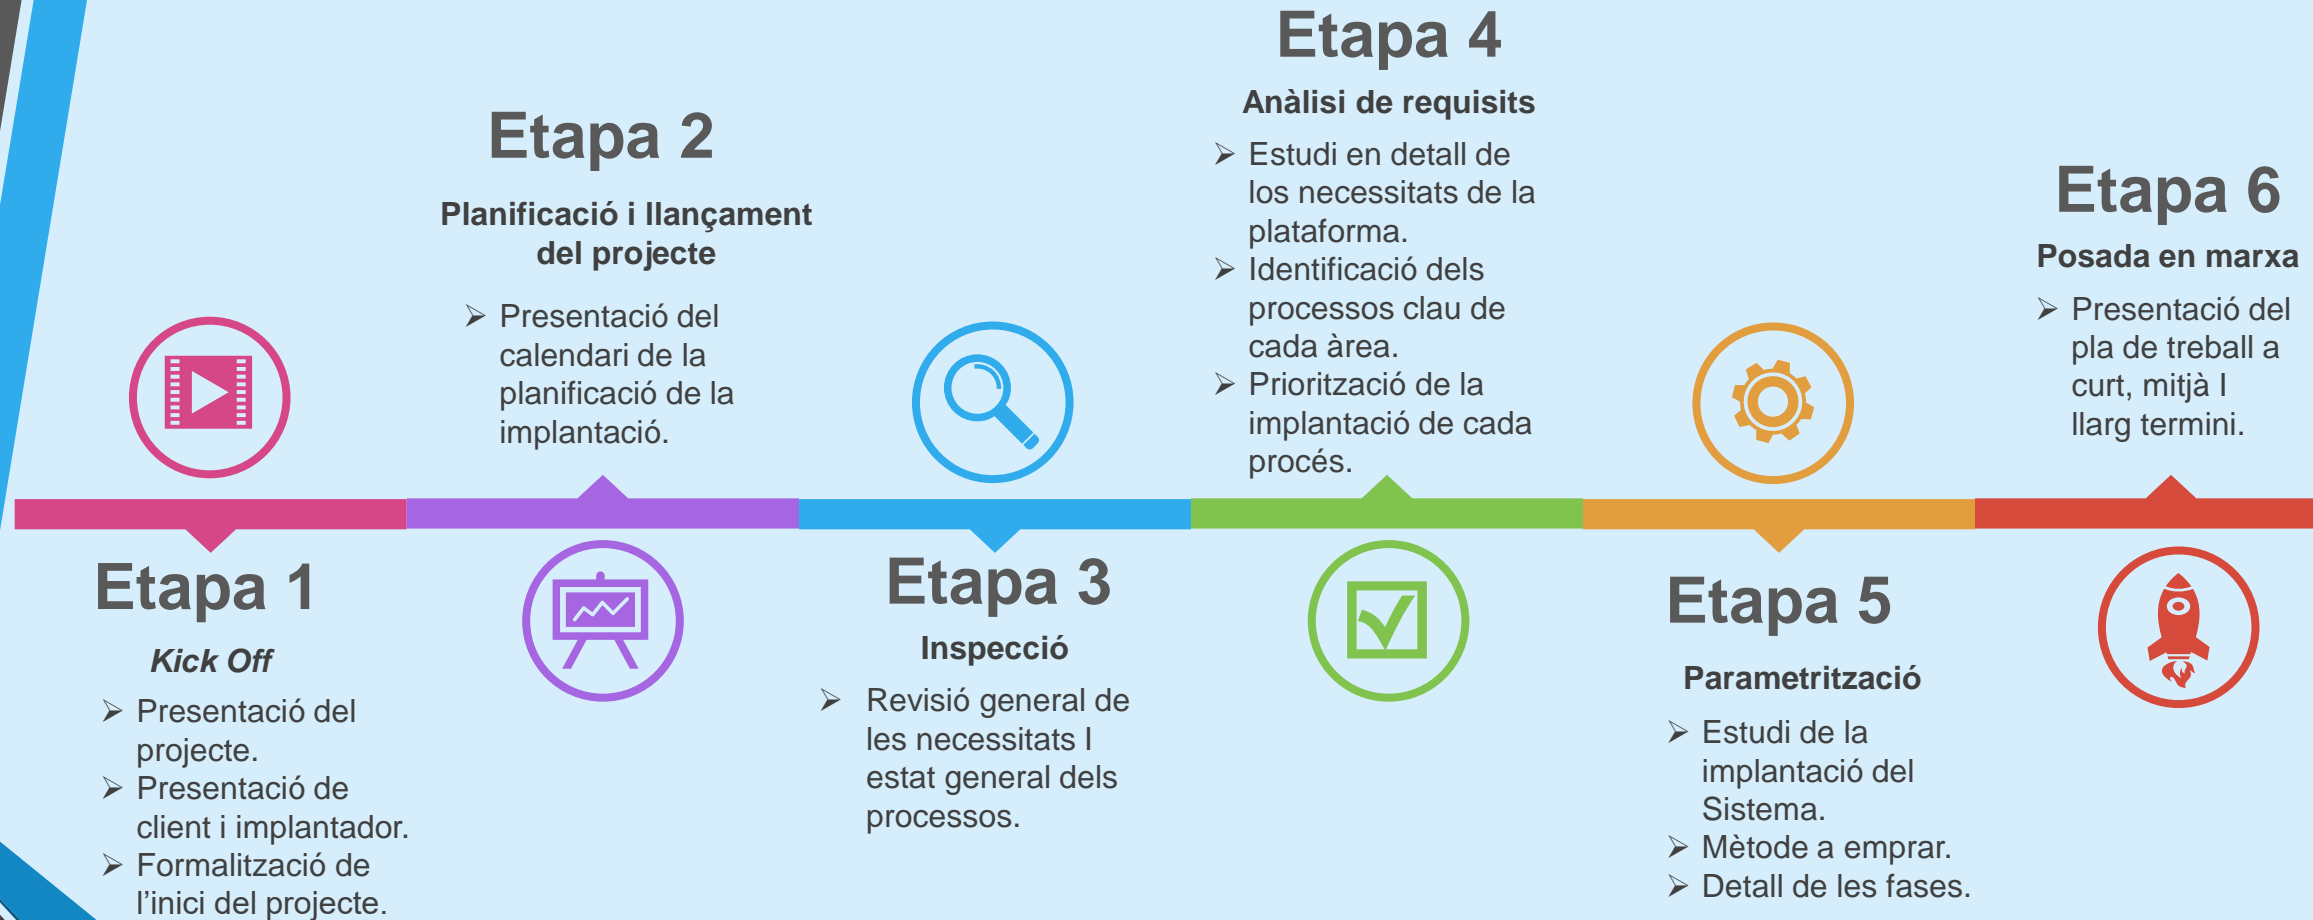 Etapa 1
Kick Off
➢ Presentació del
projecte.
➢ Presentació de
client i implantador.
➢ Formalització de
l’inici del projecte.
Etapa 2
Planificació i llançament
del projecte
➢ Presentació del
calendari de la
planificació de la
implantació.
Etapa 3
Inspecció
➢ Revisió general de
les necessitats I
estat general dels
processos.
Etapa 4
Anàlisi de requisits
➢ Estudi en detall de
los necessitats de la
plataforma.
➢ Identificació dels
processos clau de
cada àrea.
➢ Priorització de la
implantació de cada
procés.
Etapa 5
Parametrització
➢ Estudi de la
implantació del
Sistema.
➢ Mètode a emprar.
➢ Detall de les fases.
Etapa 6
Posada en marxa
➢ Presentació del
pla de treball a
curt, mitjà I
llarg termini.